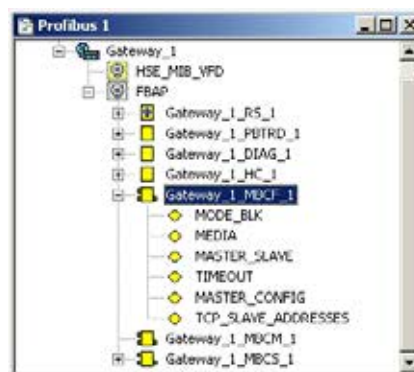 Profibus 1
Gateway_1
HSE_MIB_VFD
FBAP
Gateway_1_RS_1
Gateway_1_PBTRD_1
Gateway_1_DIAG_1
Gateway_1_HC_1
Gateway_1_MBCF_1
MODE_BLK
MEDIA
MASTER_SLAVE
TIMEOUT
MASTER_CONFIG
TCP_SLAVE_ADDRESSES
Gateway_1_MBCM_1
Gateway_1_MBCS_1